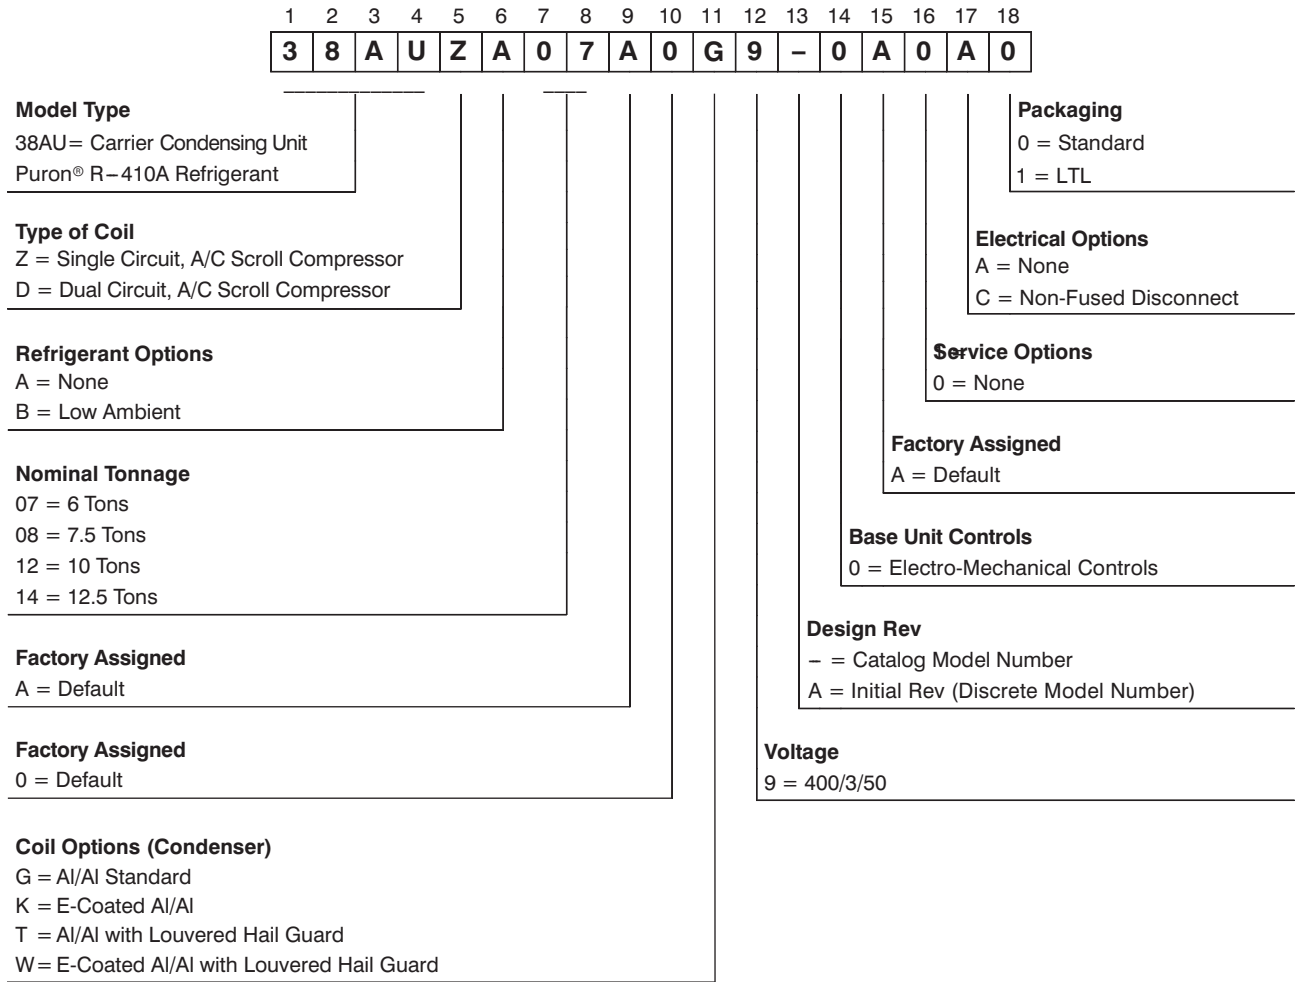 1 2 3 4 5 6 7 8 9 10 11 12 13 14 15 16 17 18
3 8 A U Z A 0 7 A 0 G 9 – 0 A 0 A 0
Model Type
38AU= Carrier Condensing Unit
Puron® R–410A Refrigerant
Type of Coil
Z = Single Circuit, A/C Scroll Compressor
D = Dual Circuit, A/C Scroll Compressor
Refrigerant Options
A = None
B = Low Ambient
Nominal Tonnage
07 = 6 Tons
08 = 7.5 Tons
12 = 10 Tons
14 = 12.5 Tons
Factory Assigned
A = Default
Factory Assigned
0 = Default
Coil Options (Condenser)
G = Al/Al Standard
K = E-Coated Al/Al
T = Al/Al with Louvered Hail Guard
W= E-Coated Al/Al with Louvered Hail Guard
Packaging
0 = Standard
1 = LTL
Electrical Options
A = None
C = Non-Fused Disconnect
Service Options
0 = None
Factory Assigned
A = Default
Base Unit Controls
0 = Electro-Mechanical Controls
Design Rev
– = Catalog Model Number
A = Initial Rev (Discrete Model Number)
Voltage
9 = 400/3/50